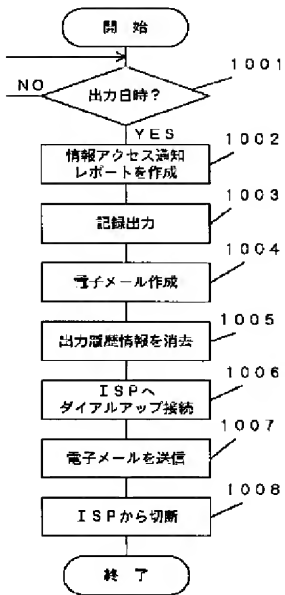 開始
1001
NO
出力日時?
YES
1002
情報アクセス通知
レポートを作成
1003
記録出力
1004
電子メール作成
1005
出力履歴情報を消去
1006
ISPへ
ダイアルアップ接続
1007
電子メールを送信
1008
ISPから切断
終了